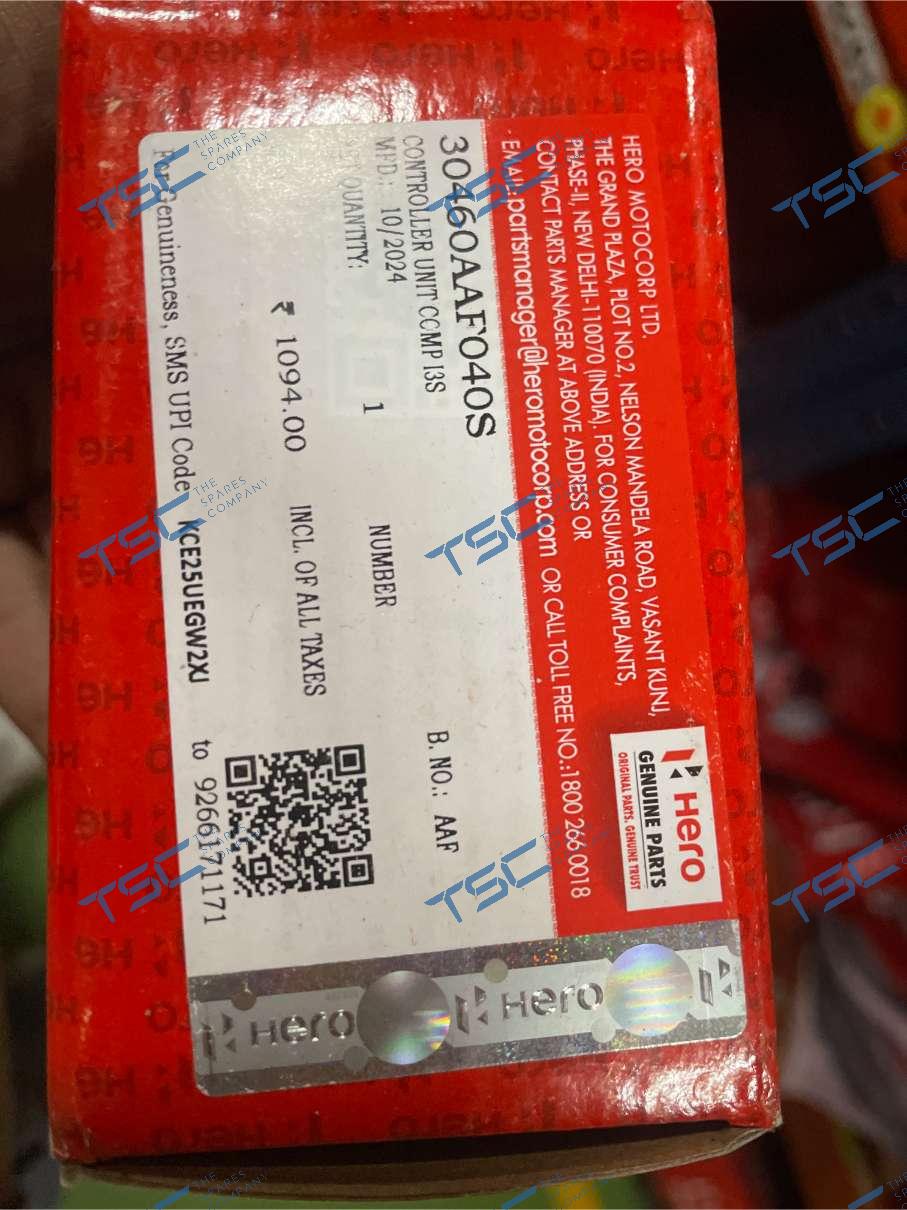 HERO MOTOCORP LTD.
THE GRAND PLAZA, PLOT NO.2, NELSON MANDELA ROAD, VASANT KUNJ,
PHASE-II, NEW DELHI-110070 (INDIA). FOR CONSUMER COMPLAINTS,
CONTACT PARTS MANAGER AT ABOVE ADDRESS OR
EMAIL:partsmanager@heromotocorp.com OR CALL TOLL FREE NO.:1800 266 0018
Hero
GENUINE PARTS
ORIGINAL PARTS. GENUINE TRUST
30460AAF040S
CONTROLLER UNIT CCMP I3S
MFD.: 10/2024
B. NO.: AAF
QUANTITY: 1 NUMBER
₹ 1094.00 INCL. OF ALL TAXES
For Genuineness, SMS UPI Code KCE25UEGW2XJ to 9266171171
Hero
Hero
TSC THE SPARES COMPANY